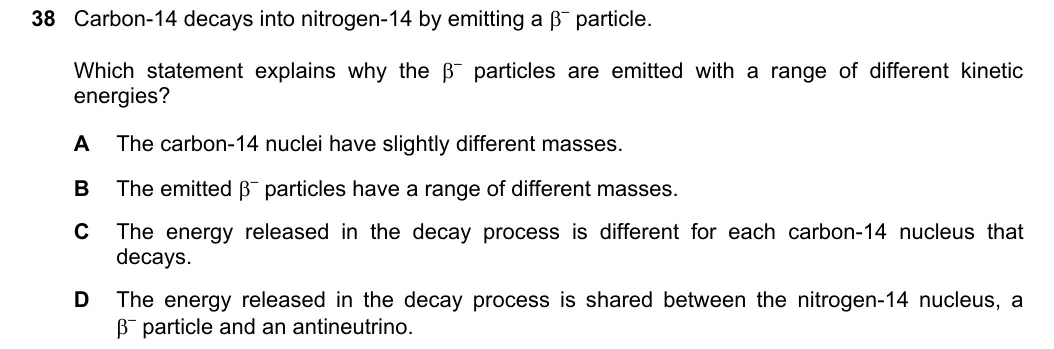 38 Carbon-14 decays into nitrogen-14 by emitting a β⁻ particle.
Which statement explains why the β⁻ particles are emitted with a range of different kinetic
energies?
A The carbon-14 nuclei have slightly different masses.
B The emitted β⁻ particles have a range of different masses.
C The energy released in the decay process is different for each carbon-14 nucleus that
decays.
D The energy released in the decay process is shared between the nitrogen-14 nucleus, a
β⁻ particle and an antineutrino.